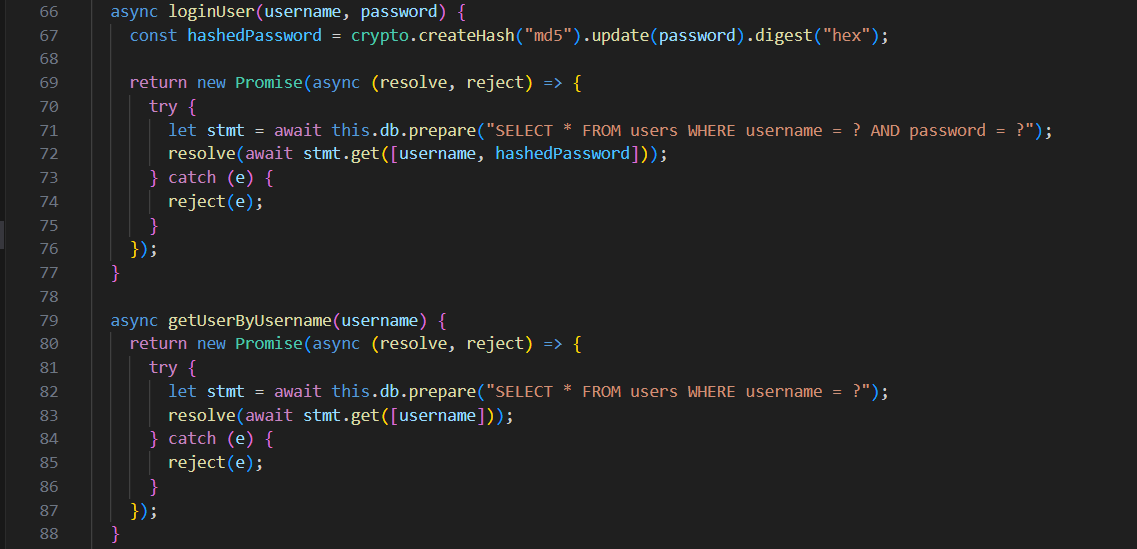 66 async loginUser(username, password) {
67 const hashedPassword = crypto.createHash("md5").update(password).digest("hex");
68
69 return new Promise(async (resolve, reject) => {
70 try {
71 let stmt = await this.db.prepare("SELECT * FROM users WHERE username = ? AND password = ?");
72 resolve(await stmt.get([username, hashedPassword]));
73 } catch (e) {
74 reject(e);
75 }
76 });
77 }
78
79 async getUserByUsername(username) {
80 return new Promise(async (resolve, reject) => {
81 try {
82 let stmt = await this.db.prepare("SELECT * FROM users WHERE username = ?");
83 resolve(await stmt.get([username]));
84 } catch (e) {
85 reject(e);
86 }
87 });
88 }